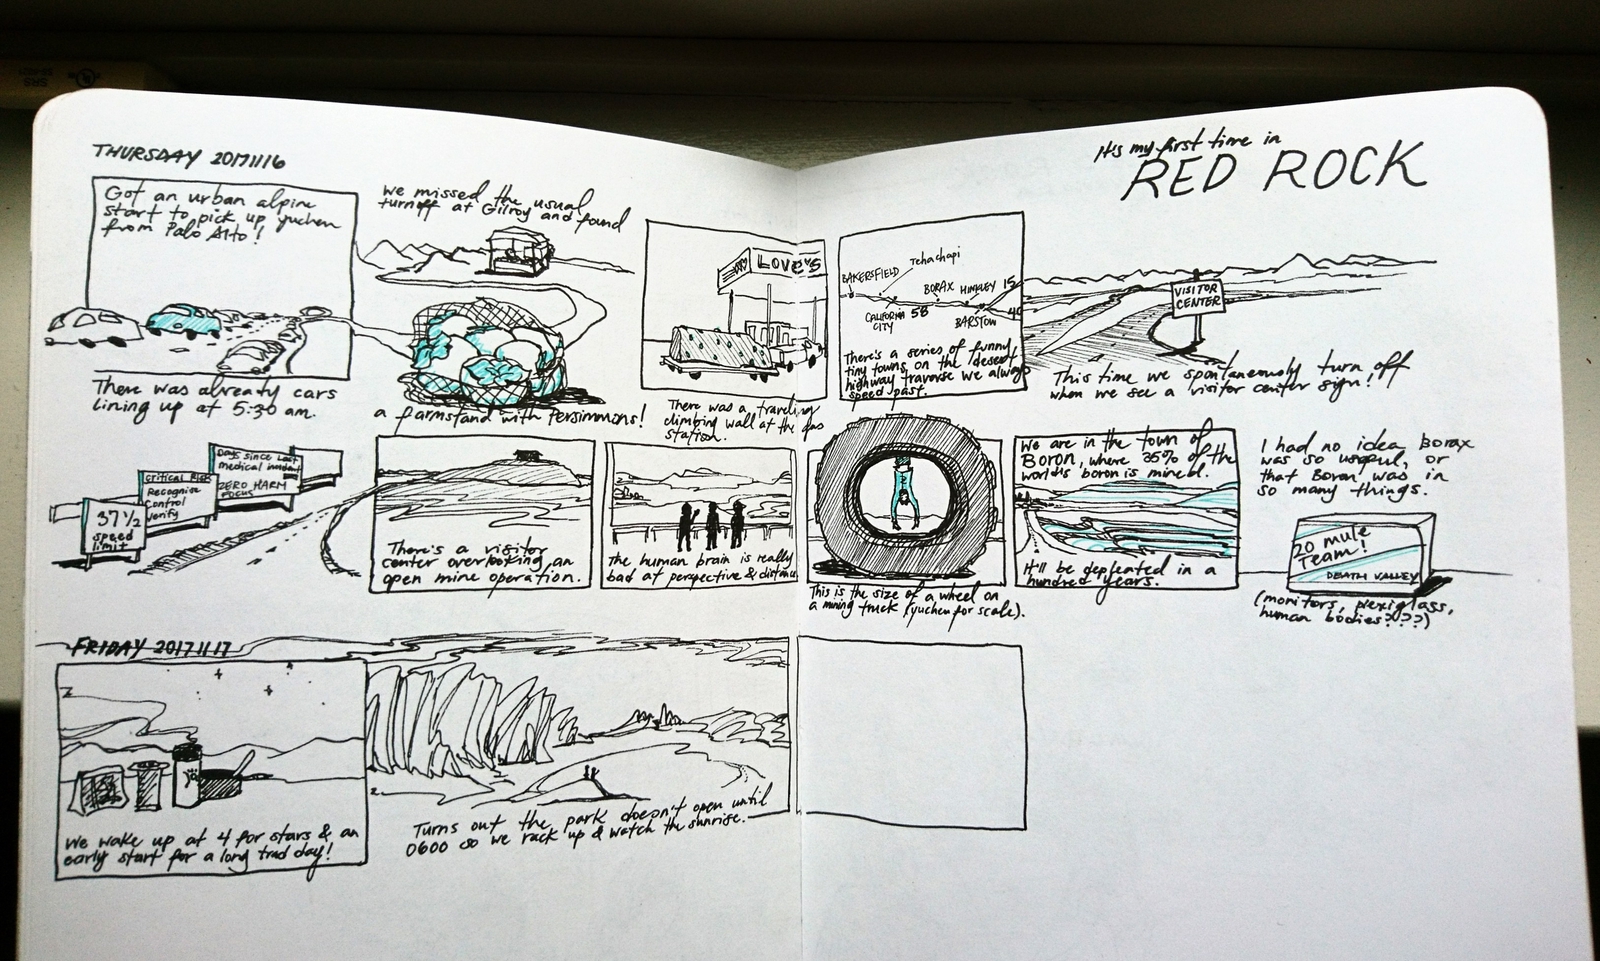 THURSDAY 20171116
It's my first time in
RED ROCK
Got an urban alpine
start to pick up yuchen
from Palo Alto!
There was already cars
lining up at 5:30 am.
we missed the usual
turnoff at Gilroy and found
a farmstand with Persimmons!
LOVE'S
There was a traveling
climbing wall at the gas
station.
BAKERSFIELD
Tehachapi
BORAX
HINKLEY
15
CALIFORNIA
CITY
58
BARSTOW
40
There's a series of funny
tiny towns on the desert
highway traverse we always
speed past.
VISITOR
CENTER
This time we spontaneously turn off
when we see a visitor center sign!
37 1/2
speed
limit
Critical RISK
Recognise
Control
Verify
Days since Last
medical incident
ZERO HARM
FOCUS
There's a visitor
center overlooking an
open mine operation.
The human brain is really
bad at perspective & distance
This is the size of a wheel on
a mining truck (yuchen for scale).
We are in the town of
Boron, where 35% of the
world's boron is mined.
It'll be depleated in a
hundred years.
I had no idea Borax
was so useful, or
that Boron was in
so many things.
20 mule
Team!
DEATH VALLEY
(monitors, plexiglass,
human bodies????)
FRIDAY 20171117
We wake up at 4 for stars & an
early start for a long trad day!
Turns out the park doesn't open until
0600 so we rack up & watch the sunrise.